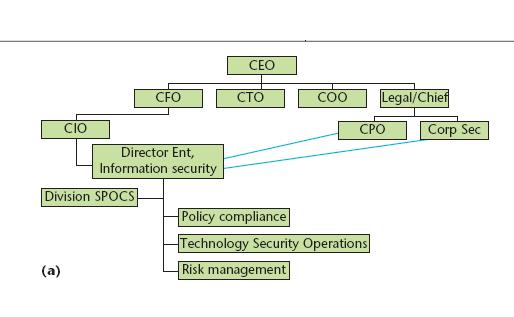 CEO
CFO
CTO
COO
Legal/Chief
CIO
CPO
Corp Sec
Director Ent,
Information security
Division SPOCS
Policy compliance
Technology Security Operations
Risk management
(a)